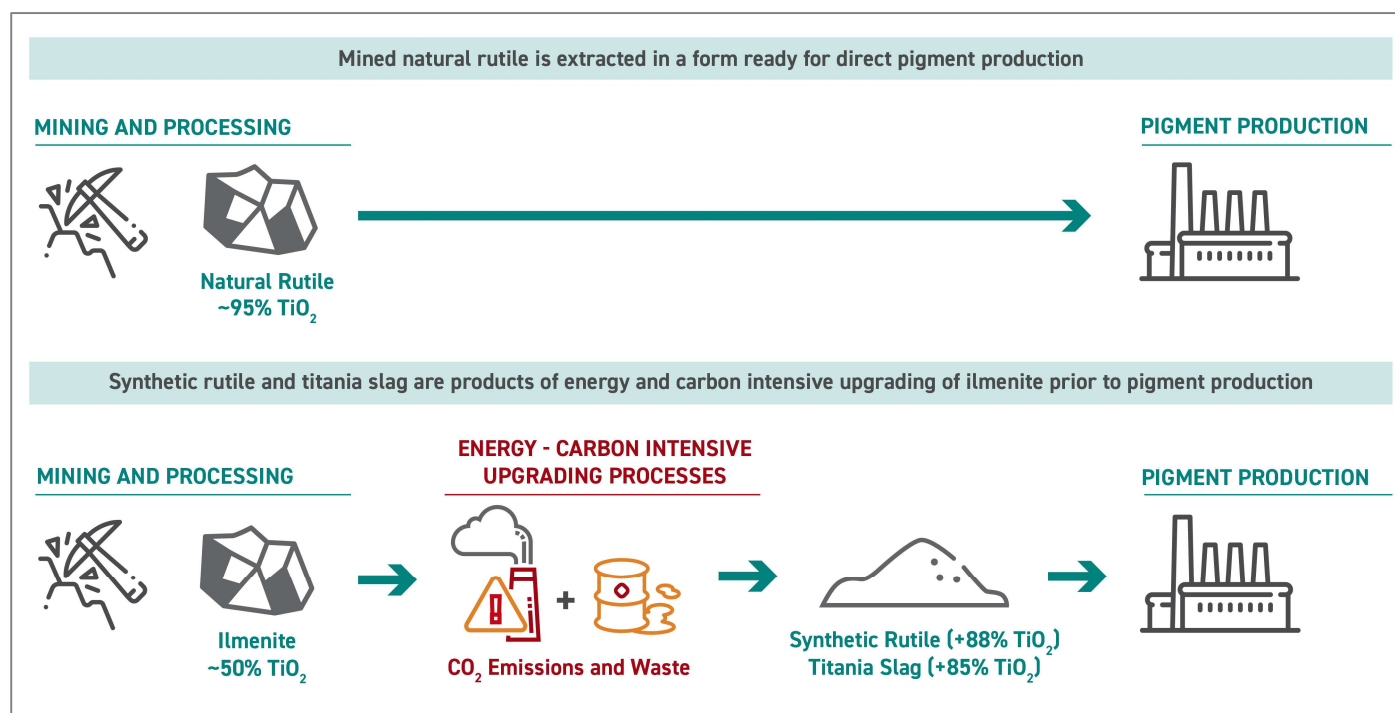 Mined natural rutile is extracted in a form ready for direct pigment production
MINING AND PROCESSING
PIGMENT PRODUCTION
Natural Rutile
~95% TiO₂
Synthetic rutile and titania slag are products of energy and carbon intensive upgrading of ilmenite prior to pigment production
MINING AND PROCESSING
ENERGY - CARBON INTENSIVE
UPGRADING PROCESSES
PIGMENT PRODUCTION
+
Ilmenite
~50% TiO₂
CO₂ Emissions and Waste
Synthetic Rutile (+88% TiO₂)
Titania Slag (+85% TiO₂)